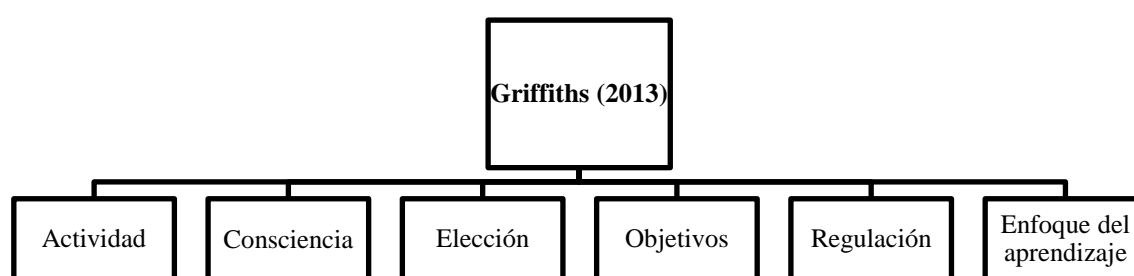 Griffiths (2013)
Actividad
Consciencia
Elección
Objetivos
Regulación
Enfoque del
aprendizaje